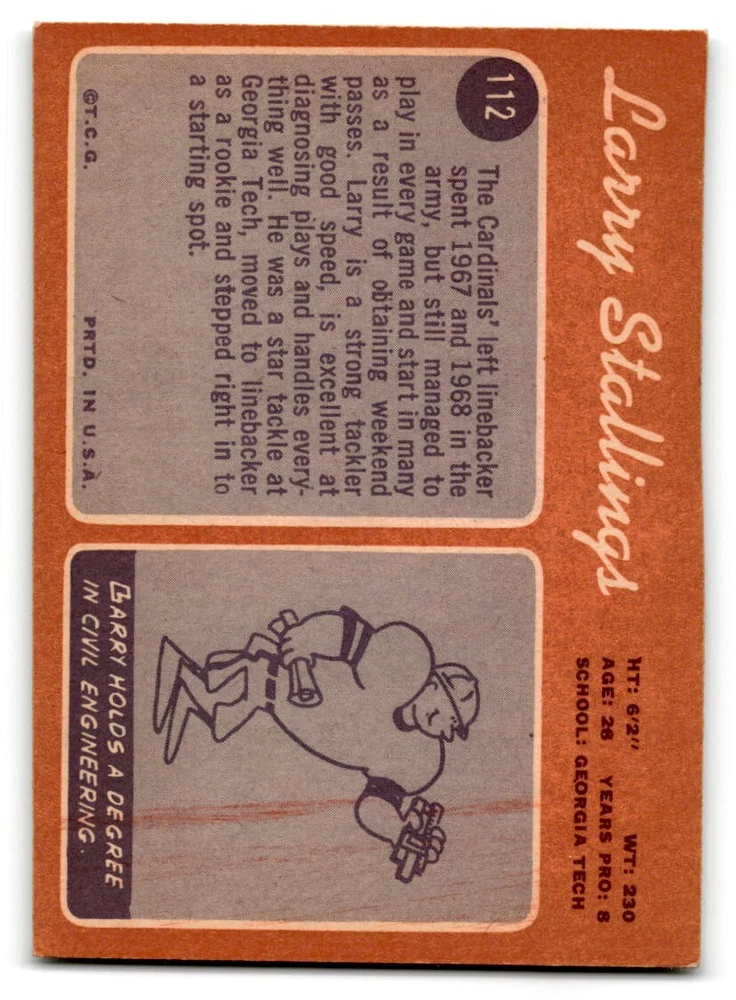 Larry Stallings
HT: 6'2" WT: 230
AGE: 28 YEARS PRO: 8
SCHOOL: GEORGIA TECH
112
The Cardinals' left linebacker
spent 1967 and 1968 in the
army, but still managed to
play in every game and start in many
as a result of obtaining weekend
passes. Larry is a strong tackler
with good speed, is excellent at
diagnosing plays and handles every-
thing well. He was a star tackle at
Georgia Tech, moved to linebacker
as a rookie and stepped right in to
a starting spot.
©T.C.G. PRTD. IN U.S.A.
BARRY HOLDS A DEGREE
IN CIVIL ENGINEERING.